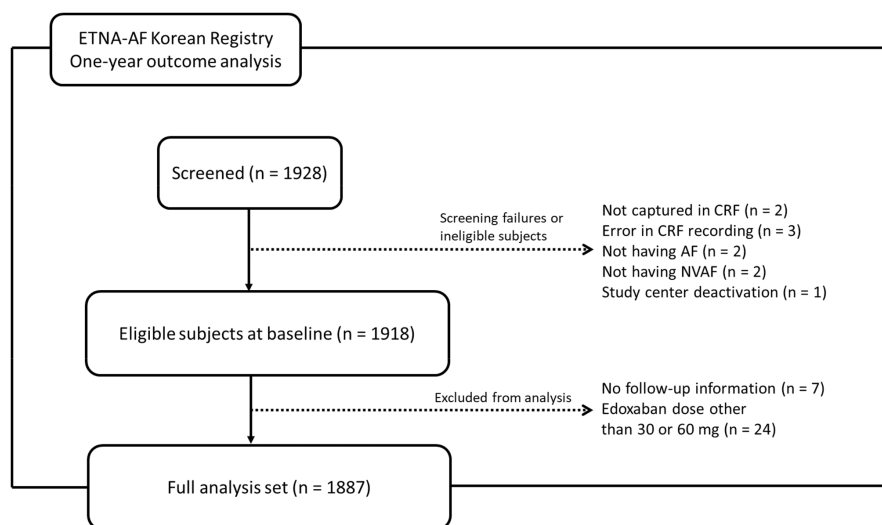 ETNA-AF Korean Registry
One-year outcome analysis
Screened (n = 1928)
Screening failures or
ineligible subjects
Not captured in CRF (n = 2)
Error in CRF recording (n = 3)
Not having AF (n = 2)
Not having NVAF (n = 2)
Study center deactivation (n = 1)
Eligible subjects at baseline (n = 1918)
Excluded from analysis
No follow-up information (n = 7)
Edoxaban dose other
than 30 or 60 mg (n = 24)
Full analysis set (n = 1887)